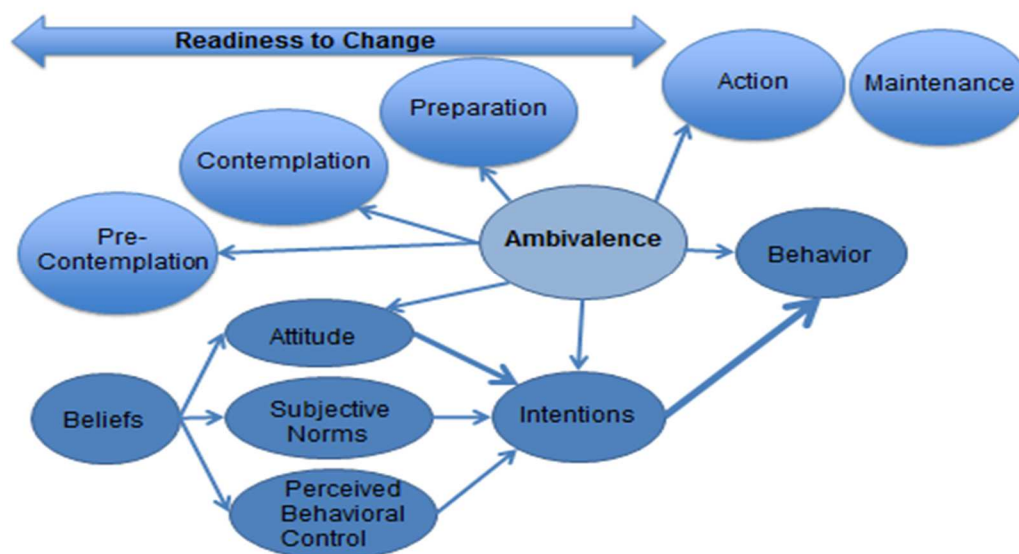 Readiness to Change
Action
Maintenance
Preparation
Contemplation
Pre-
Contemplation
Ambivalence
Behavior
Attitude
Beliefs
Subjective
Norms
Intentions
Perceived
Behavioral
Control